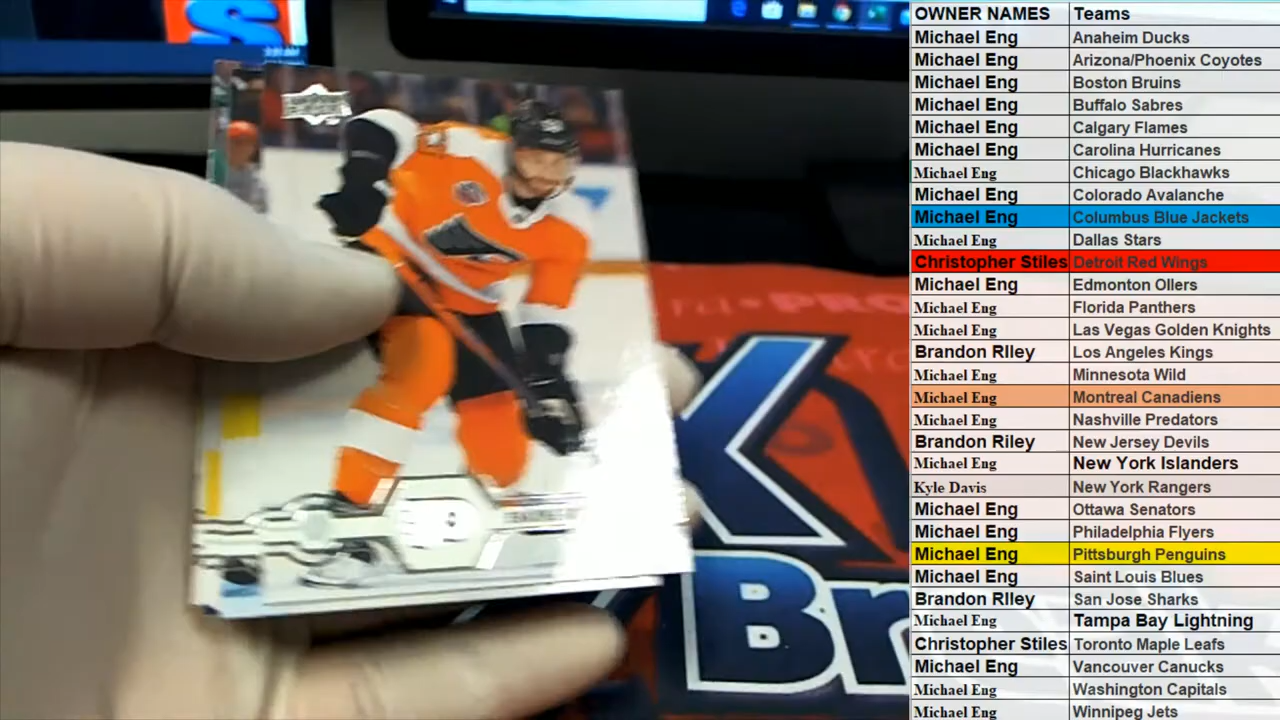 OWNER NAMES Teams
Michael Eng Anaheim Ducks
Michael Eng Arizona/Phoenix Coyotes
Michael Eng Boston Bruins
Michael Eng Buffalo Sabres
Michael Eng Calgary Flames
Michael Eng Carolina Hurricanes
Michael Eng Chicago Blackhawks
Michael Eng Colorado Avalanche
Michael Eng Columbus Blue Jackets
Michael Eng Dallas Stars
Christopher Stiles Detroit Red Wings
Michael Eng Edmonton Ollers
Michael Eng Florida Panthers
Michael Eng Las Vegas Golden Knights
Brandon RIley Los Angeles Kings
Michael Eng Minnesota Wild
Michael Eng Montreal Canadiens
Michael Eng Nashville Predators
Brandon Riley New Jersey Devils
Michael Eng New York Islanders
Kyle Davis New York Rangers
Michael Eng Ottawa Senators
Michael Eng Philadelphia Flyers
Michael Eng Pittsburgh Penguins
Michael Eng Saint Louis Blues
Brandon RIley San Jose Sharks
Michael Eng Tampa Bay Lightning
Christopher Stiles Toronto Maple Leafs
Michael Eng Vancouver Canucks
Michael Eng Washington Capitals
Michael Eng Winnipeg Jets
S
K
Br